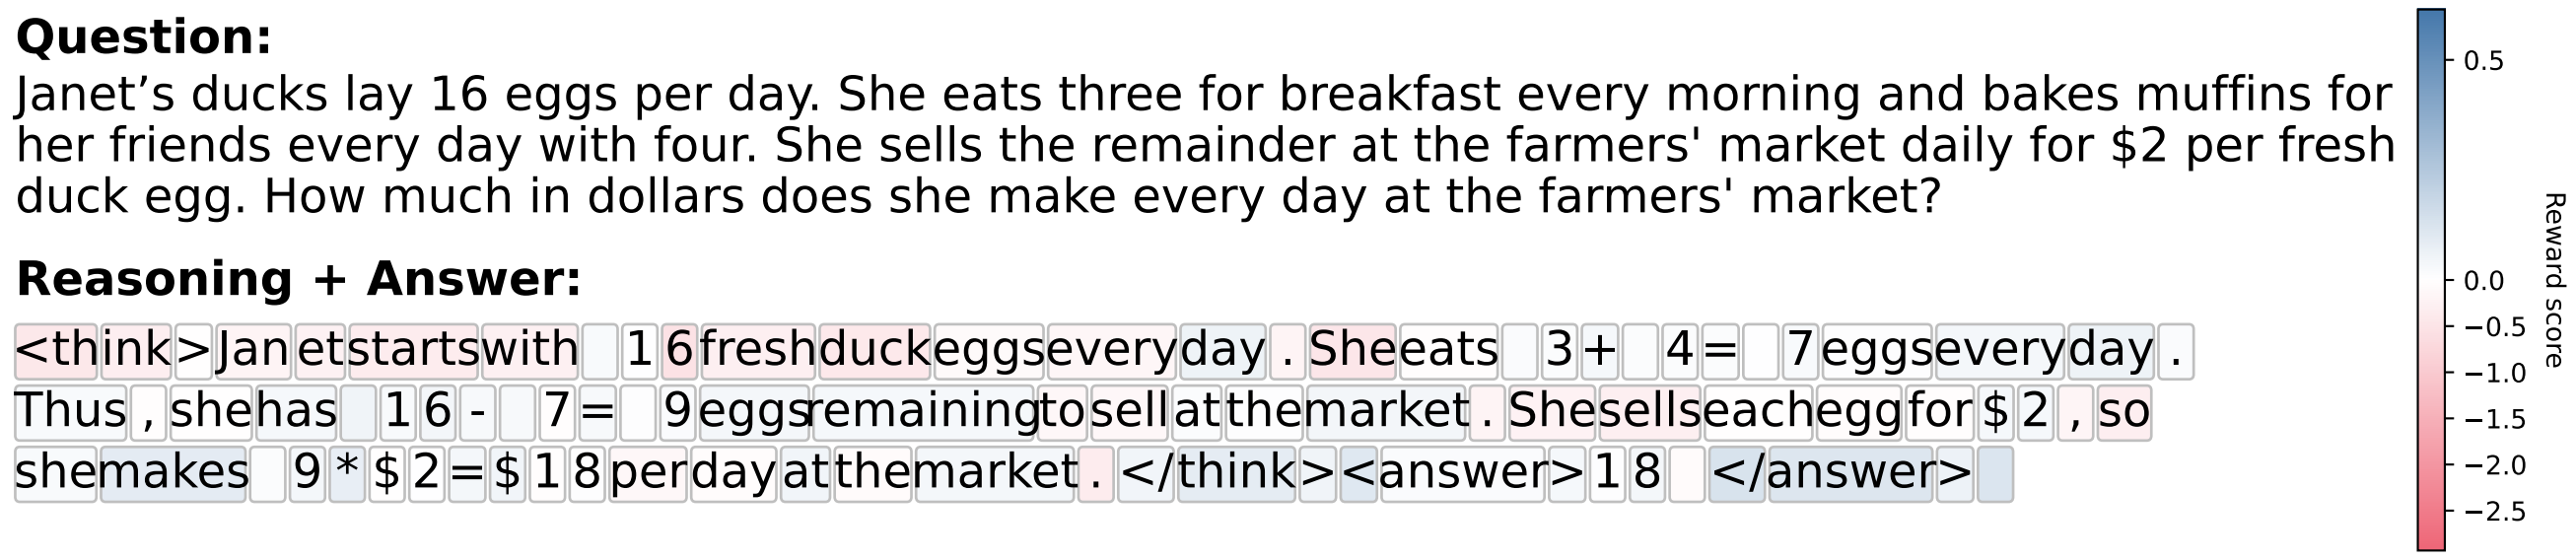 Question:
Janet’s ducks lay 16 eggs per day. She eats three for breakfast every morning and bakes muffins for
her friends every day with four. She sells the remainder at the farmers' market daily for $2 per fresh
duck egg. How much in dollars does she make every day at the farmers' market?
Reasoning + Answer:
<think> Janet starts with 16 fresh duck eggs every day. She eats 3 + 4 = 7 eggs every day.
Thus, she has 16 - 7 = 9 eggs remaining to sell at the market. She sells each egg for $2, so
she makes 9 * $2 = $18 per day at the market. </think><answer>18 </answer>
0.5
0.0
−0.5
−1.0
−1.5
−2.0
−2.5
Reward score